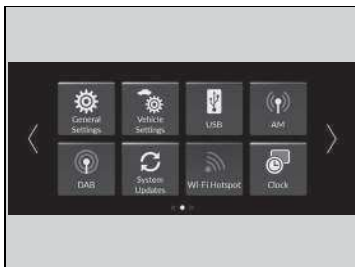 General
Settings
Vehicle
Settings
USB
AM
DAB
System
Updates
Wi-Fi Hotspot
Clock